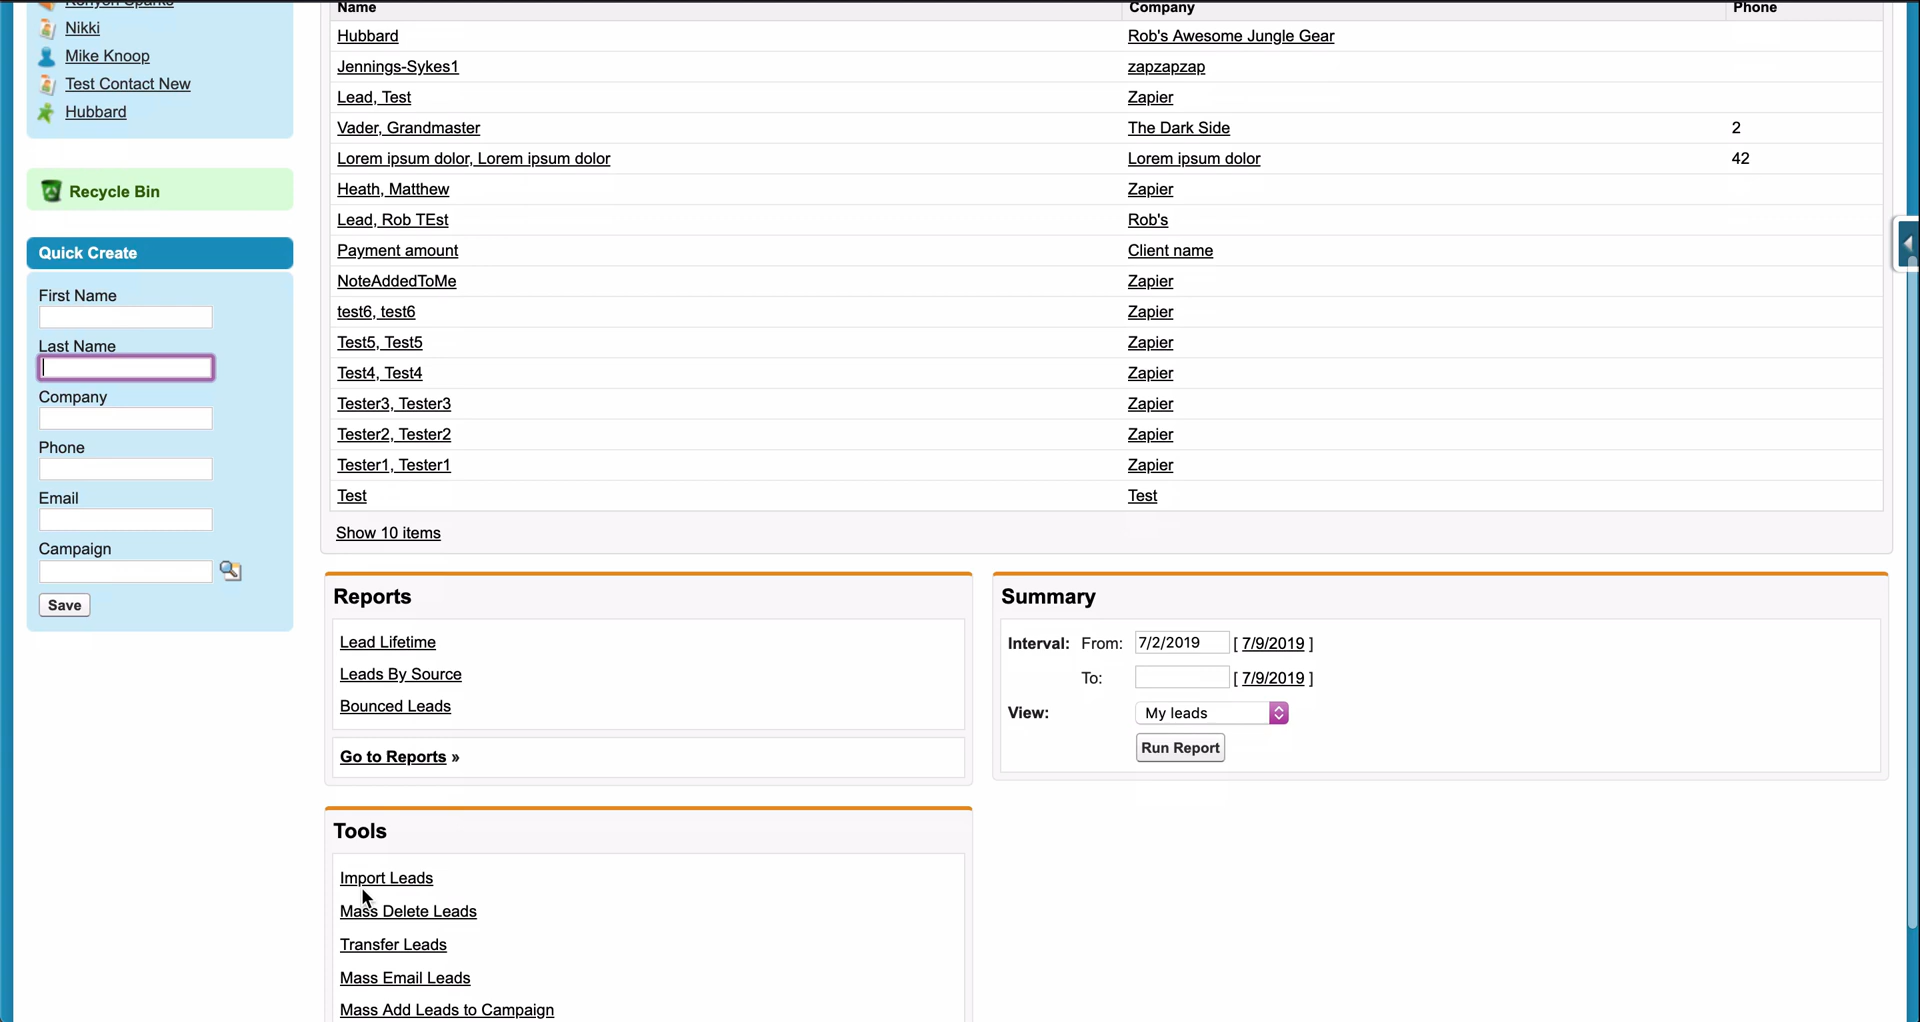 Kenyon Sparks
Nikki
Mike Knoop
Test Contact New
Hubbard
Recycle Bin
Quick Create
First Name
Last Name
Company
Phone
Email
Campaign
Save
Name Company Phone
Hubbard Rob's Awesome Jungle Gear
Jennings-Sykes1 zapzapzap
Lead, Test Zapier
Vader, Grandmaster The Dark Side 2
Lorem ipsum dolor, Lorem ipsum dolor Lorem ipsum dolor 42
Heath, Matthew Zapier
Lead, Rob TEst Rob's
Payment amount Client name
NoteAddedToMe Zapier
test6, test6 Zapier
Test5, Test5 Zapier
Test4, Test4 Zapier
Tester3, Tester3 Zapier
Tester2, Tester2 Zapier
Tester1, Tester1 Zapier
Test Test
Show 10 items
Reports
Lead Lifetime
Leads By Source
Bounced Leads
Go to Reports »
Summary
Interval: From: 7/2/2019 [ 7/9/2019 ]
To: [ 7/9/2019 ]
View: My leads
Run Report
Tools
Import Leads
Mass Delete Leads
Transfer Leads
Mass Email Leads
Mass Add Leads to Campaign